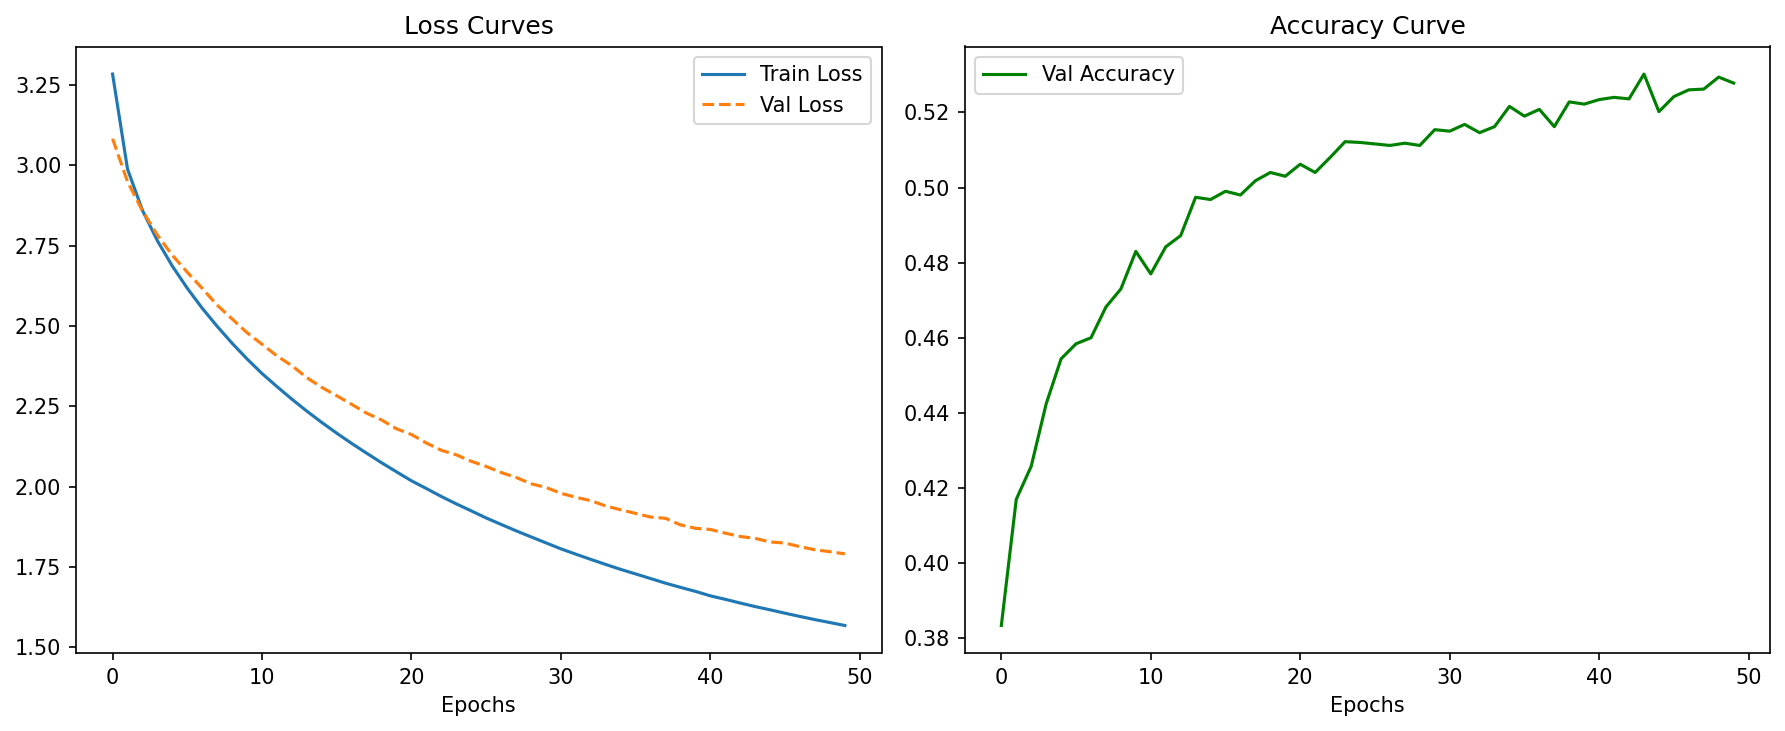 Loss Curves
Train Loss
Val Loss
3.25
3.00
2.75
2.50
2.25
2.00
1.75
1.50
0 10 20 30 40 50
Epochs
Accuracy Curve
Val Accuracy
0.52
0.50
0.48
0.46
0.44
0.42
0.40
0.38
0 10 20 30 40 50
Epochs